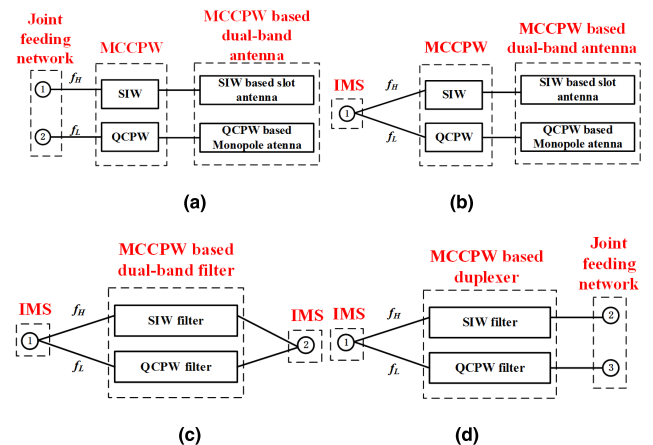 Joint
feeding
network
MCCPW
MCCPW based
dual-band
antenna
1
f_H
SIW
SIW based slot
antenna
2
f_L
QCPW
QCPW based
Monopole atenna
(a)
IMS
MCCPW
MCCPW based
dual-band antenna
1
f_H
f_L
SIW
QCPW
SIW based slot
antenna
QCPW based
Monopole atenna
(b)
IMS
MCCPW based
dual-band filter
1
f_H
f_L
SIW filter
QCPW filter
2
IMS
(c)
IMS
MCCPW based
duplexer
Joint
feeding
network
1
f_H
f_L
SIW filter
QCPW filter
2
3
(d)